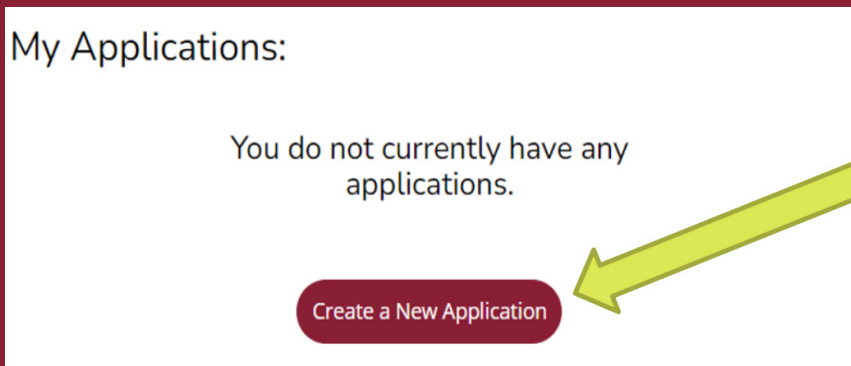 My Applications:
You do not currently have any
applications.
Create a New Application